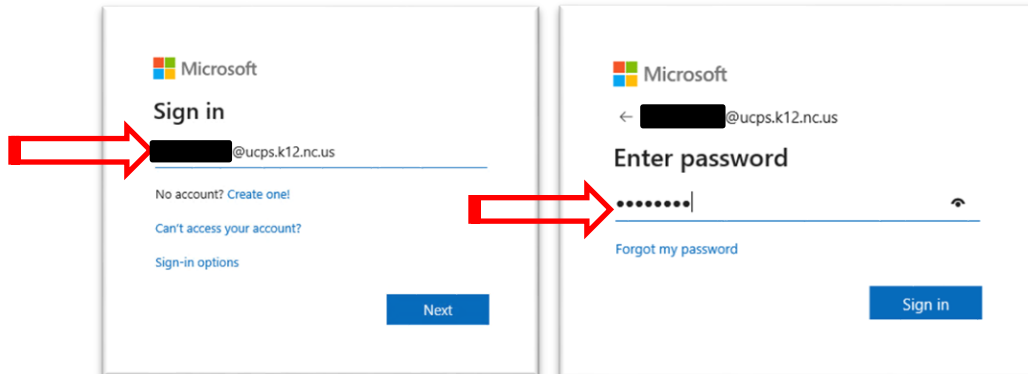 Microsoft
Sign in
@ucps.k12.nc.us
No account? Create one!
Can't access your account?
Sign-in options
Next
Microsoft
@ucps.k12.nc.us
Enter password
••••••••
Forgot my password
Sign in